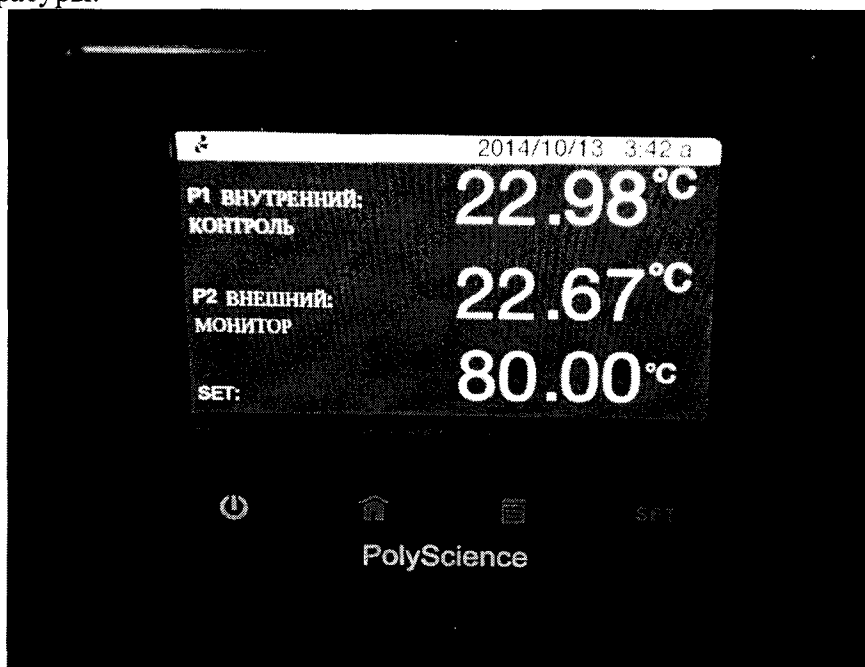 2014/10/13 3:42 a
P1 ВНУТРЕННИЙ: 22.98°C
КОНТРОЛЬ
P2 ВНЕШНИЙ: 22.67°C
МОНИТОР
SET: 80.00°C
SET
PolyScience